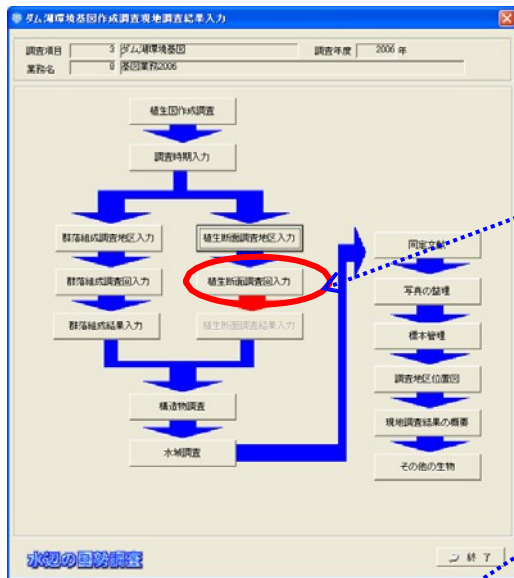 ダム湖環境基図作成調査現地調査結果入力
調査項目 3 ダム湖環境基図 調査年度 2006 年
業務名 8 基図業務2006
植生図作成調査
調査時期入力
群落組成調査地区入力
植生断面調査地区入力
群落組成調査回入力
植生断面調査回入力
群落組成結果入力
植生断面調査結果入力
構造物調査
水域調査
同定文献
写真の整理
標本管理
調査地区位置図
現地調査結果の概要
その他の生物
水辺の国勢調査
終了